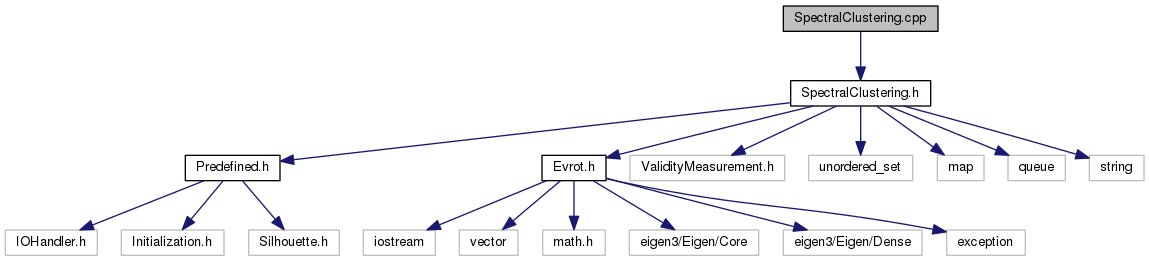 SpectralClustering.cpp
SpectralClustering.h
Predefined.h
Evrot.h
ValidityMeasurement.h
unordered_set
map
queue
string
IOHandler.h
Initialization.h
Silhouette.h
iostream
vector
math.h
eigen3/Eigen/Core
eigen3/Eigen/Dense
exception